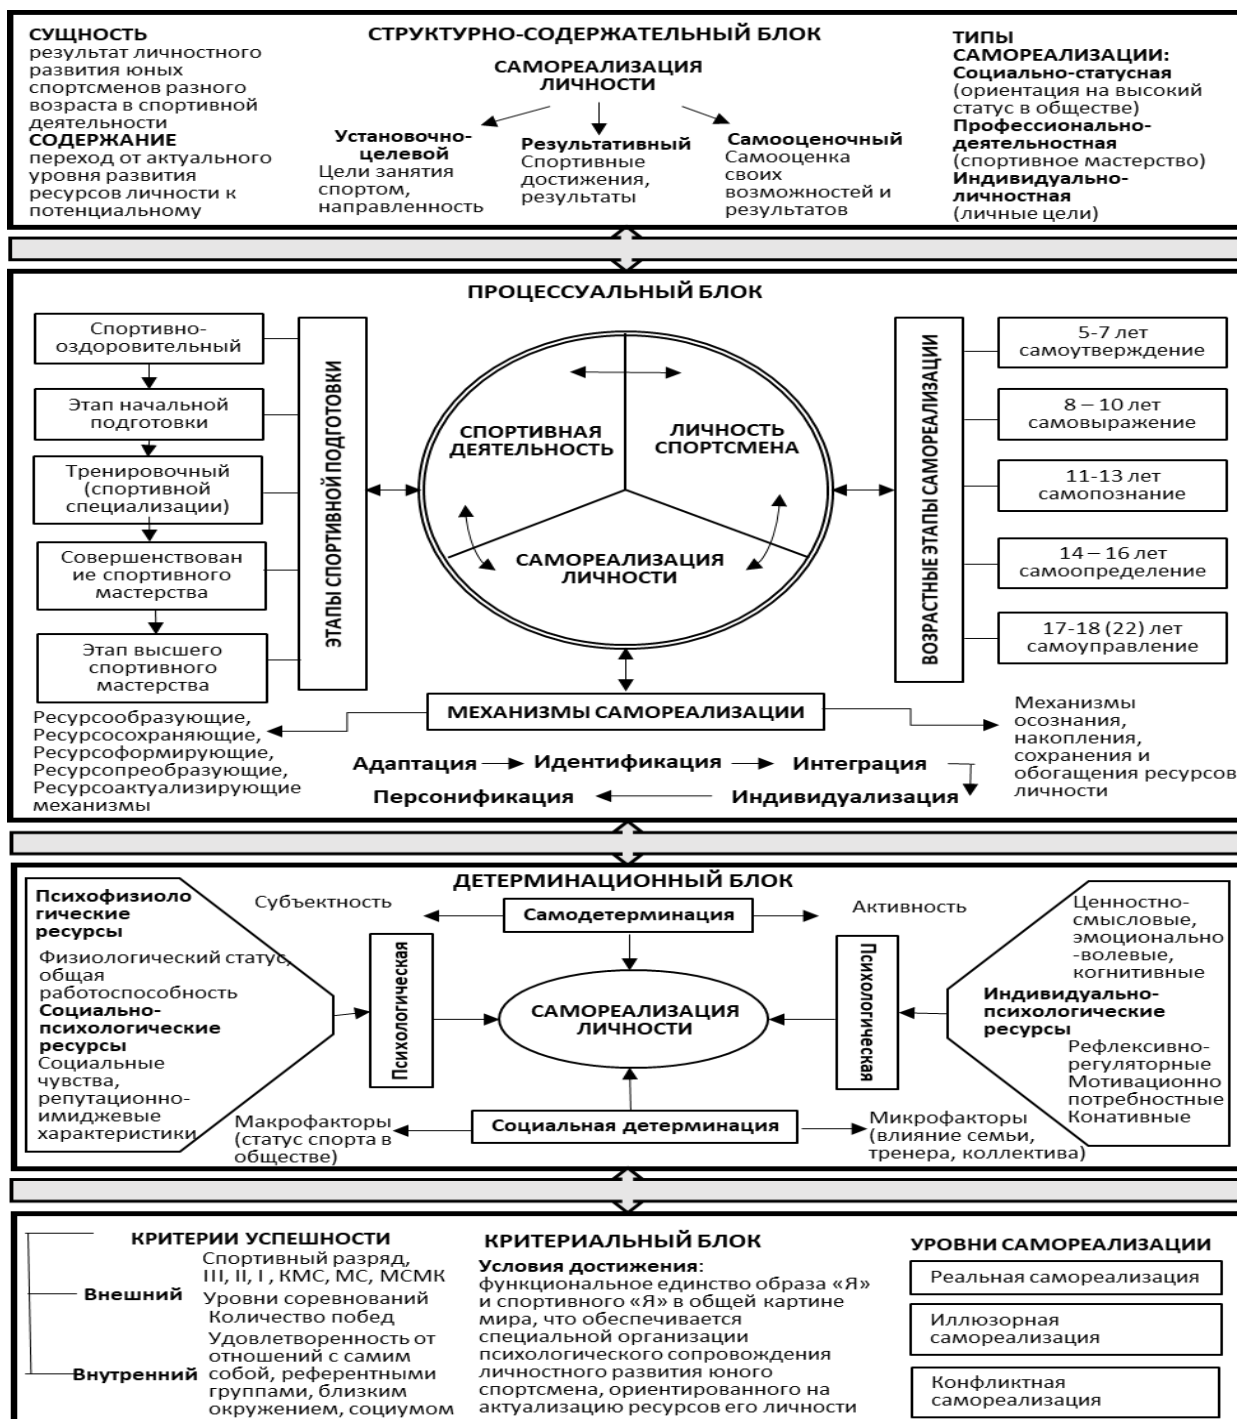 СУЩНОСТЬ
результат личностного
развития юных
спортсменов разного
возраста в спортивной
деятельности
СОДЕРЖАНИЕ
переход от актуального
уровня развития
ресурсов личности к
потенциальному
СТРУКТУРНО-СОДЕРЖАТЕЛЬНЫЙ БЛОК
САМОРЕАЛИЗАЦИЯ
ЛИЧНОСТИ
Установочно-
целевой
Цели занятия
спортом,
направленность
Результативный
Спортивные
достижения,
результаты
Самооценочный
Самооценка
своих
возможностей и
результатов
ТИПЫ
САМОРЕАЛИЗАЦИИ:
Социально-статусная
(ориентация на высокий
статус в обществе)
Профессионально-
деятельностная
(спортивное мастерство)
Индивидуально-
личностная
(личные цели)
ПРОЦЕССУАЛЬНЫЙ БЛОК
Спортивно-
оздоровительный
Этап начальной
подготовки
Тренировочный
(спортивной
специализации)
Совершенствован
ие спортивного
мастерства
Этап высшего
спортивного
мастерства
ЭТАПЫ СПОРТИВНОЙ ПОДГОТОВКИ
СПОРТИВНАЯ
ДЕЯТЕЛЬНОСТЬ
ЛИЧНОСТЬ
СПОРТСМЕНА
САМОРЕАЛИЗАЦИЯ
ЛИЧНОСТИ
ВОЗРАСТНЫЕ ЭТАПЫ САМОРЕАЛИЗАЦИИ
5-7 лет
самоутверждение
8 – 10 лет
самовыражение
11-13 лет
самопознание
14 – 16 лет
самоопределение
17-18 (22) лет
самоуправление
МЕХАНИЗМЫ САМОРЕАЛИЗАЦИИ
Ресурсообразующие,
Ресурсосохраняющие,
Ресурсоформирующие,
Ресурсопреобразующие,
Ресурсоактуализирующие
механизмы
Адаптация
Идентификация
Интеграция
Персонификация
Индивидуализация
Механизмы
осознания,
накопления,
сохранения и
обогащения ресурсов
личности
ДЕТЕРМИНАЦИОННЫЙ БЛОК
Психофизиоло
гические
ресурсы
Физиологический статус,
общая
работоспособность
Социально-
психологические
ресурсы
Социальные
чувства,
репутационно-
имиджевые
характеристики
Субъектность
Самодетерминация
Активность
Психологическая
САМОРЕАЛИЗАЦИЯ
ЛИЧНОСТИ
Психологическая
Ценностно-
смысловые,
эмоционально
-волевые,
когнитивные
Индивидуально-
психологические
ресурсы
Рефлексивно-
регуляторные
Мотивационно
потребностные
Конативные
Макрофакторы
(статус спорта в
обществе)
Социальная детерминация
Микрофакторы
(влияние семьи,
тренера, коллектива)
КРИТЕРИИ УСПЕШНОСТИ
Внешний
Спортивный разряд,
III, II, I , КМС, МС, МСМК
Уровни соревнований
Количество побед
Внутренний
Удовлетворенность от
отношений с самим
собой, референтными
группами, близким
окружением, социумом
КРИТЕРИАЛЬНЫЙ БЛОК
Условия достижения:
функциональное единство образа «Я»
и спортивного «Я» в общей картине
мира, что обеспечивается
специальной организации
психологического сопровождения
личностного развития юного
спортсмена, ориентированного на
актуализацию ресурсов его личности
УРОВНИ САМОРЕАЛИЗАЦИИ
Реальная самореализация
Иллюзорная
самореализация
Конфликтная
самореализация